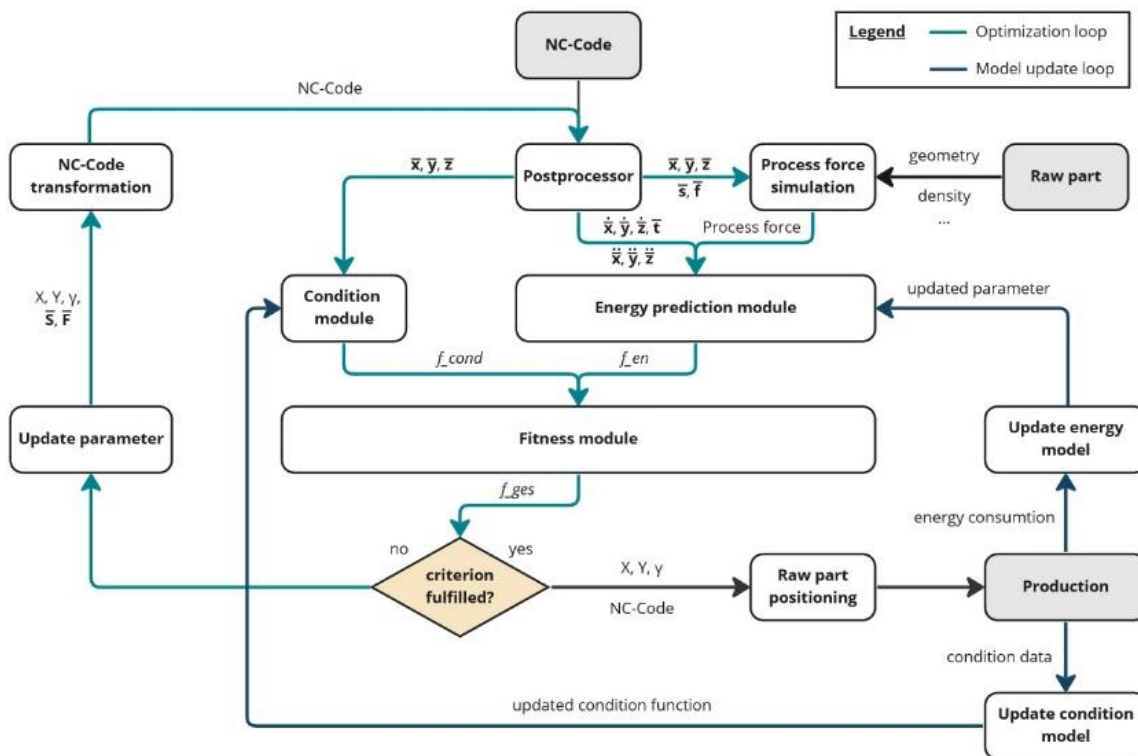 NC-Code
Legend
Optimization loop
Model update loop
NC-Code
NC-Code
transformation
x̅, y̅, z̅
Postprocessor
x̅, y̅, z̅
s̅, f̅
Process force
simulation
geometry
density
...
Raw part
ẋ̅, ẏ̅, ż̅, t̅
ẍ̅, ÿ̅, z̈̅
Process force
X, Y, γ,
S̅, F̅
Condition
module
Energy prediction module
updated parameter
f_cond
f_en
Update parameter
Fitness module
Update energy
model
f_ges
energy consumtion
no
yes
criterion
fulfilled?
X, Y, γ
NC-Code
Raw part
positioning
Production
condition data
updated condition function
Update condition
model